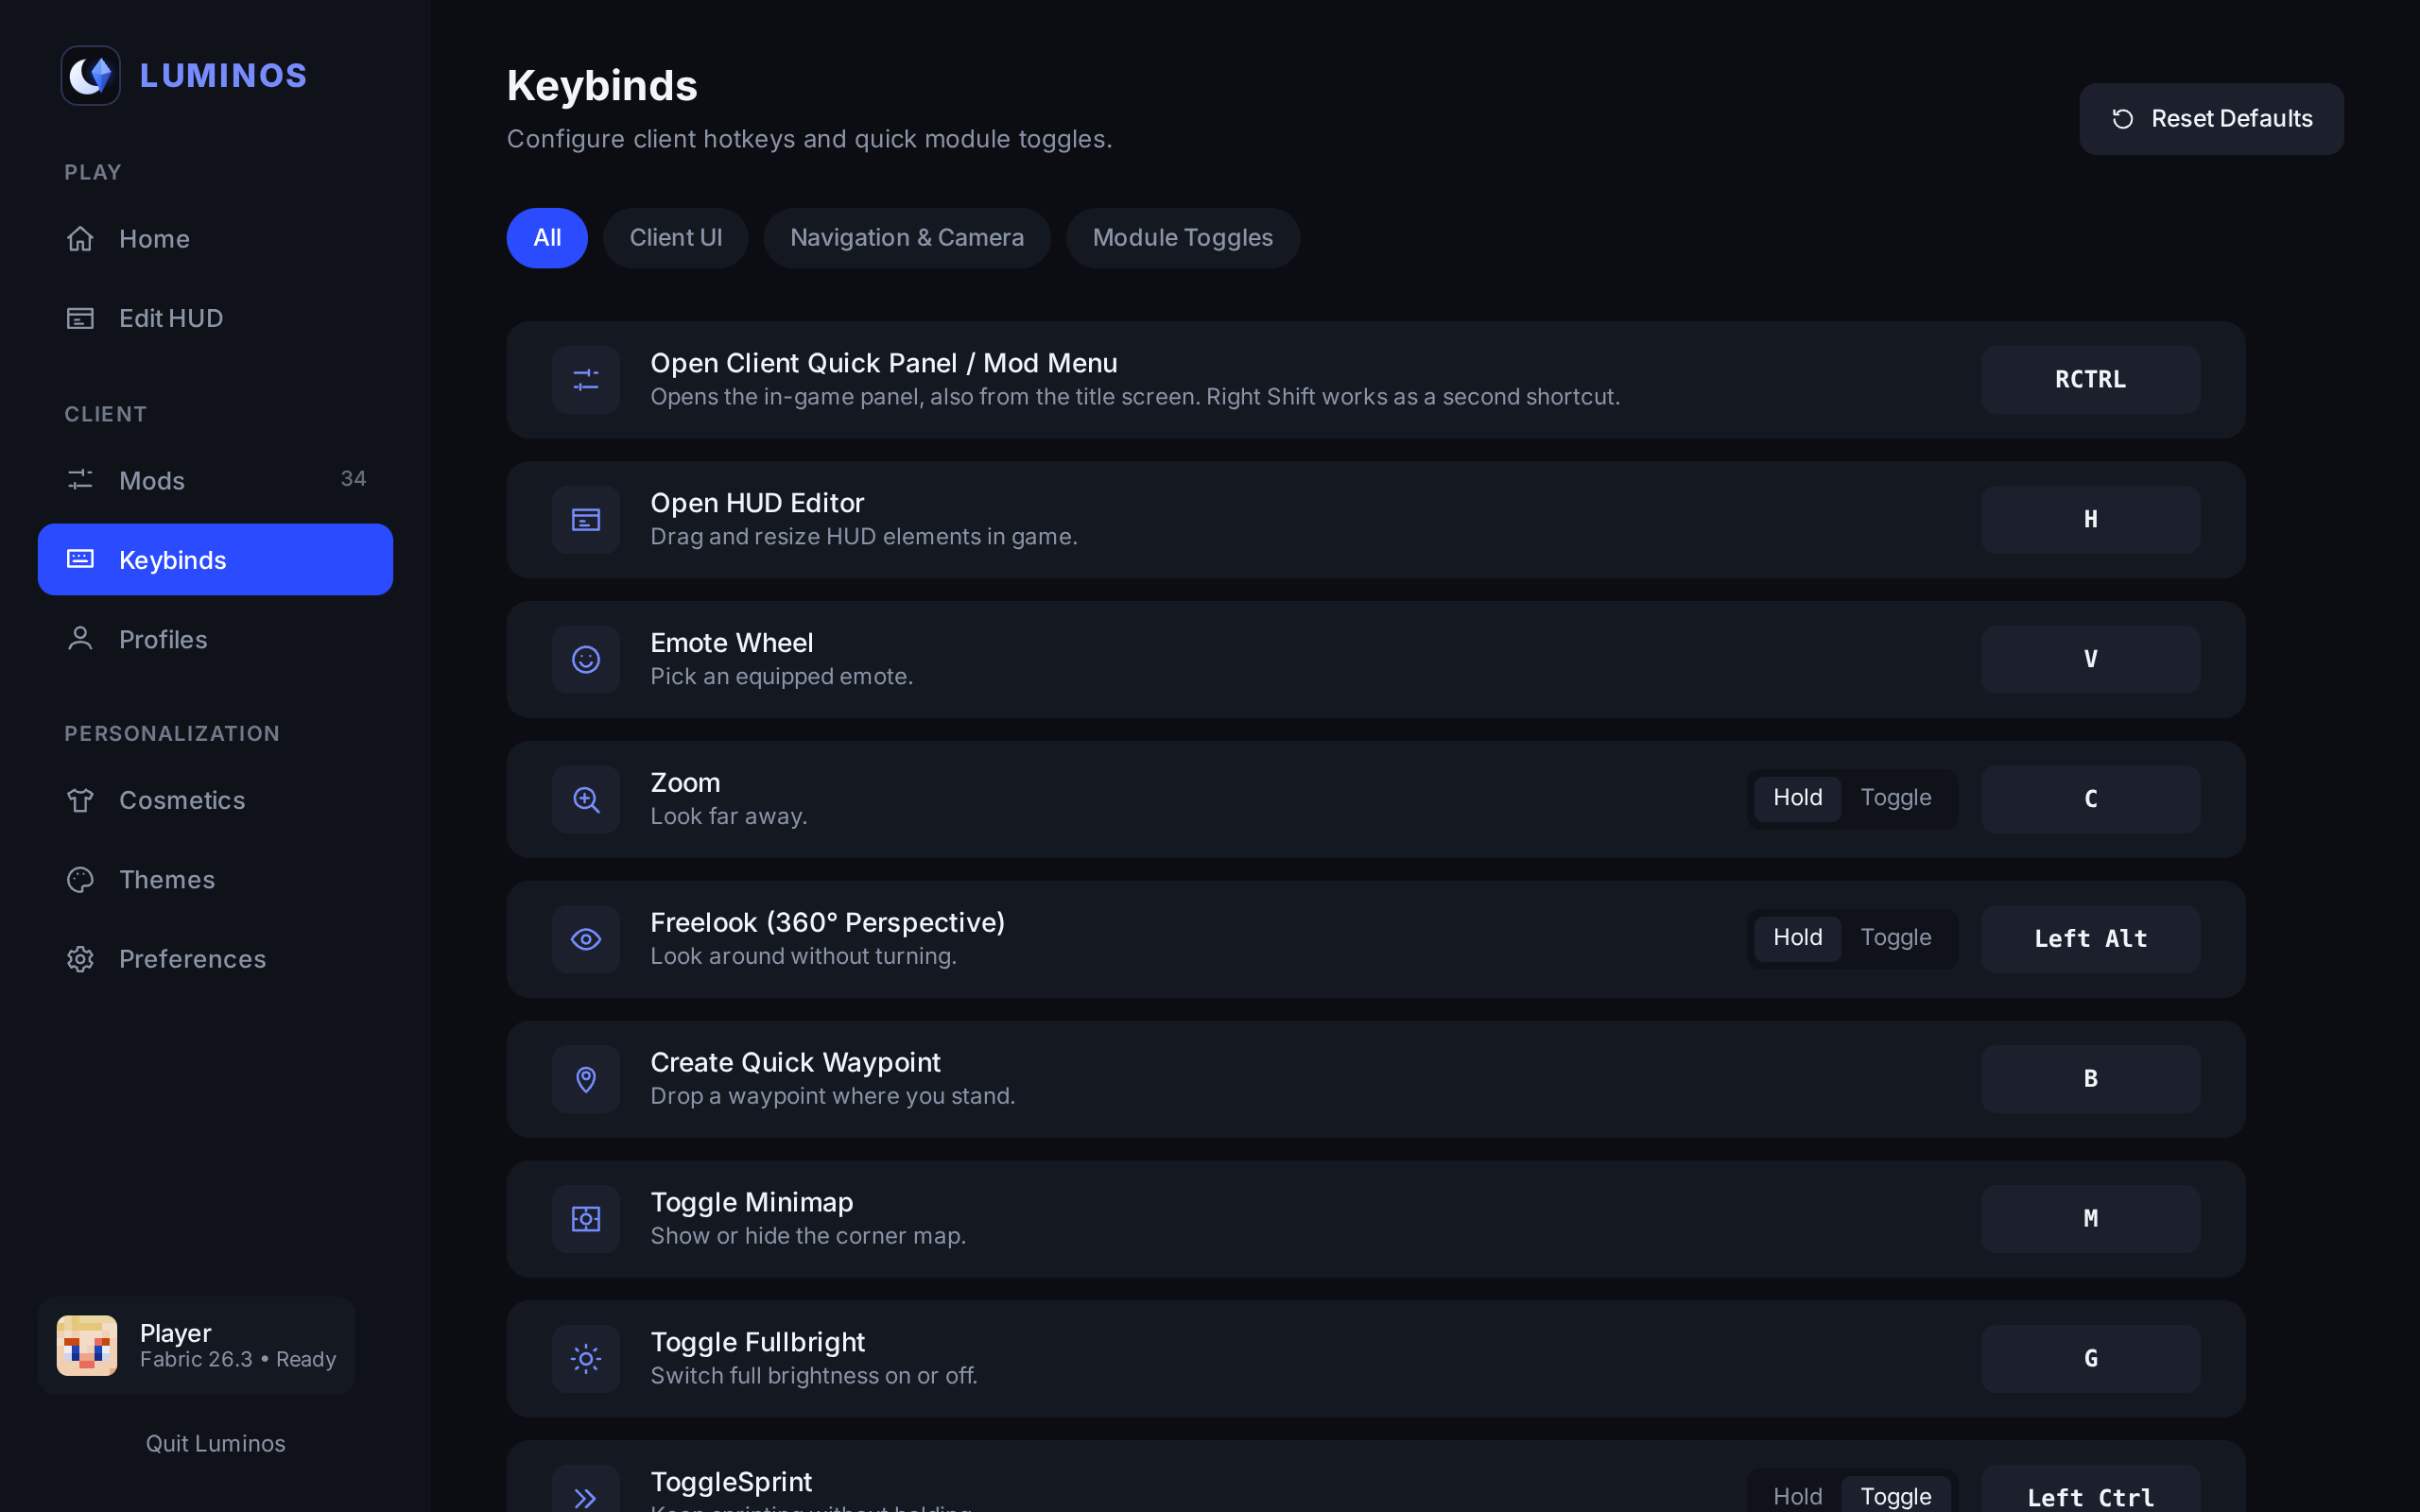 LUMINOS
PLAY
Home
Edit HUD
CLIENT
Mods 34
Keybinds
Profiles
PERSONALIZATION
Cosmetics
Themes
Preferences
Player
Fabric 26.3 • Ready
Quit Luminos
Keybinds
Configure client hotkeys and quick module toggles.
Reset Defaults
All Client UI Navigation & Camera Module Toggles
Open Client Quick Panel / Mod Menu
Opens the in-game panel, also from the title screen. Right Shift works as a second shortcut.
RCTRL
Open HUD Editor
Drag and resize HUD elements in game.
H
Emote Wheel
Pick an equipped emote.
V
Zoom
Look far away.
Hold Toggle C
Freelook (360° Perspective)
Look around without turning.
Hold Toggle Left Alt
Create Quick Waypoint
Drop a waypoint where you stand.
B
Toggle Minimap
Show or hide the corner map.
M
Toggle Fullbright
Switch full brightness on or off.
G
ToggleSprint
Keep sprinting without holding.
Hold Toggle Left Ctrl